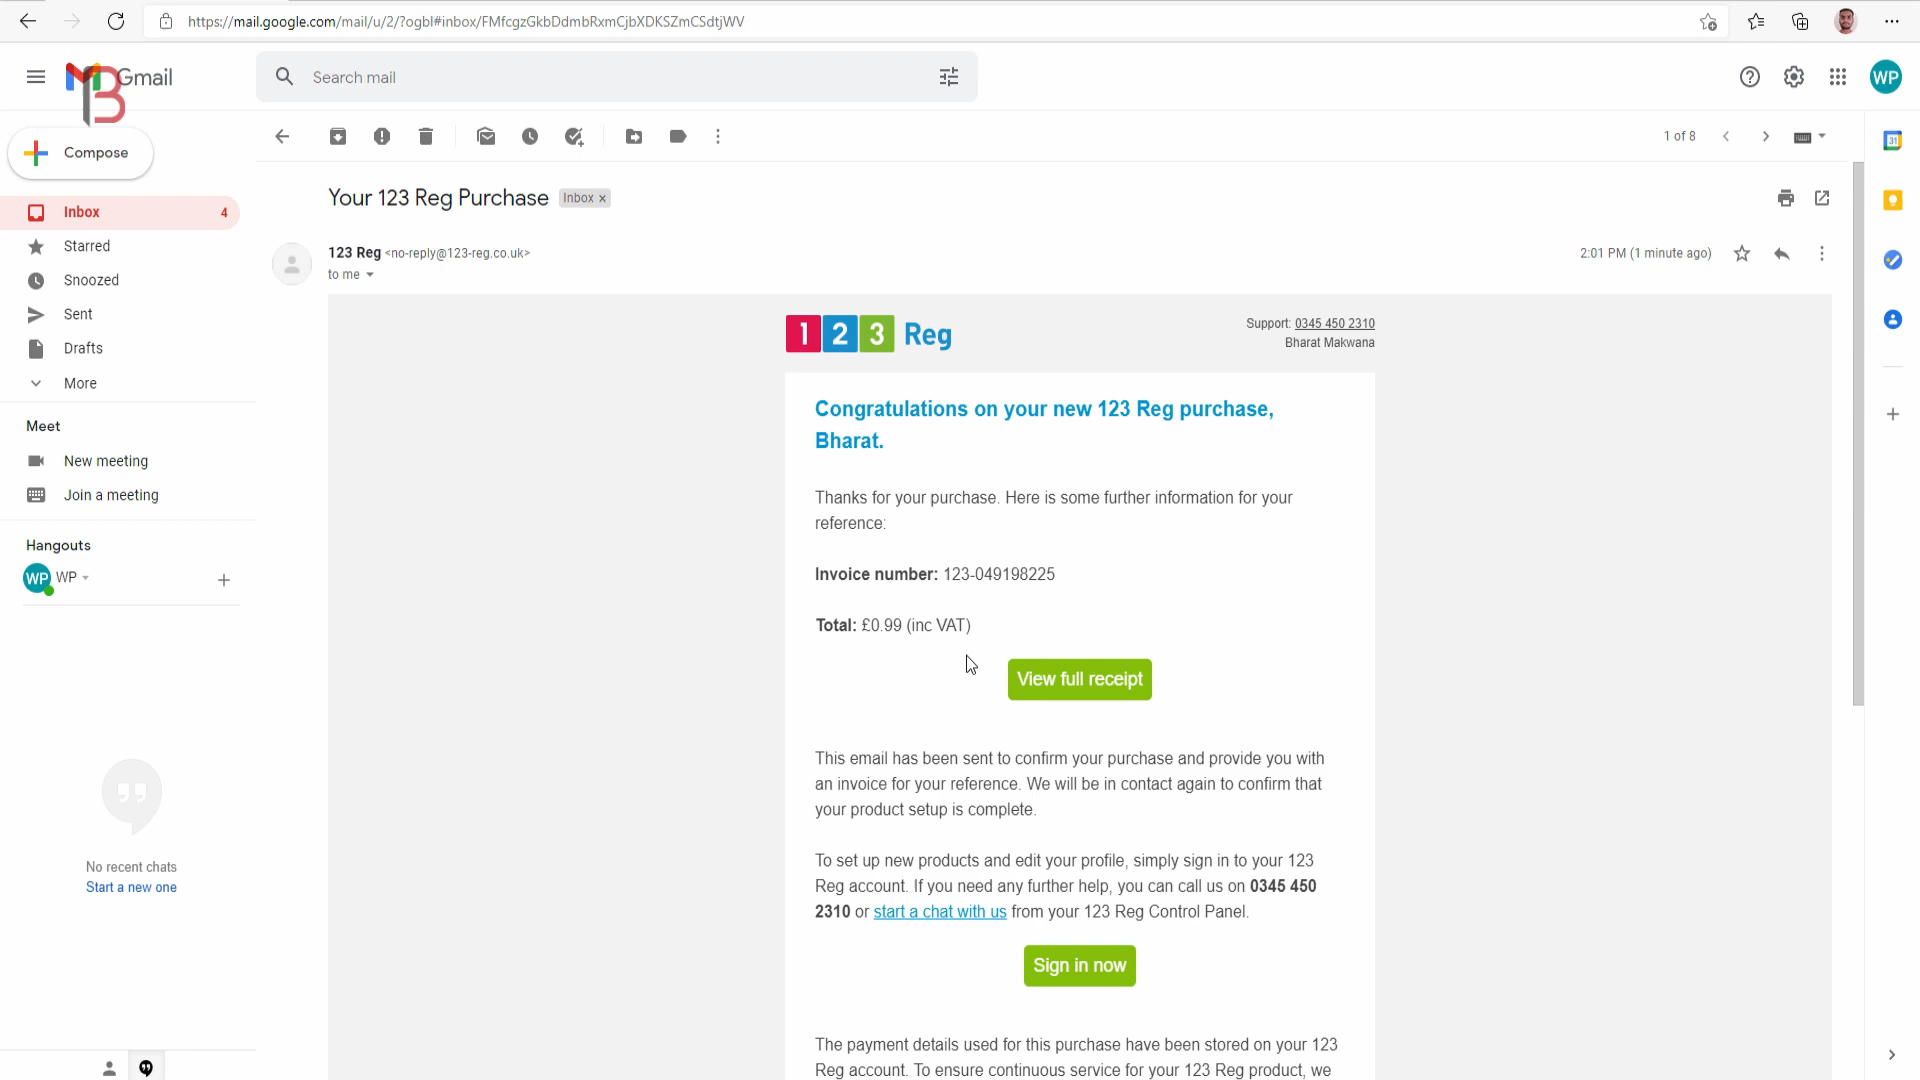 https://mail.google.com/mail/u/2/?ogbl#inbox/FMfcgzGkbDdmbRxmCjbXDKSZmCSdtjWV
Gmail
Search mail
WP
1 of 8
31
Compose
Inbox 4
Starred
Snoozed
Sent
Drafts
More
Meet
New meeting
Join a meeting
Hangouts
WP WP
No recent chats
Start a new one
Your 123 Reg Purchase Inbox x
123 Reg <no-reply@123-reg.co.uk>
2:01 PM (1 minute ago)
to me
1 2 3 Reg
Support: 0345 450 2310
Bharat Makwana
Congratulations on your new 123 Reg purchase,
Bharat.
Thanks for your purchase. Here is some further information for your
reference:
Invoice number: 123-049198225
Total: £0.99 (inc VAT)
View full receipt
This email has been sent to confirm your purchase and provide you with
an invoice for your reference. We will be in contact again to confirm that
your product setup is complete.
To set up new products and edit your profile, simply sign in to your 123
Reg account. If you need any further help, you can call us on 0345 450
2310 or start a chat with us from your 123 Reg Control Panel.
Sign in now
The payment details used for this purchase have been stored on your 123
Reg account. To ensure continuous service for your 123 Reg product, we